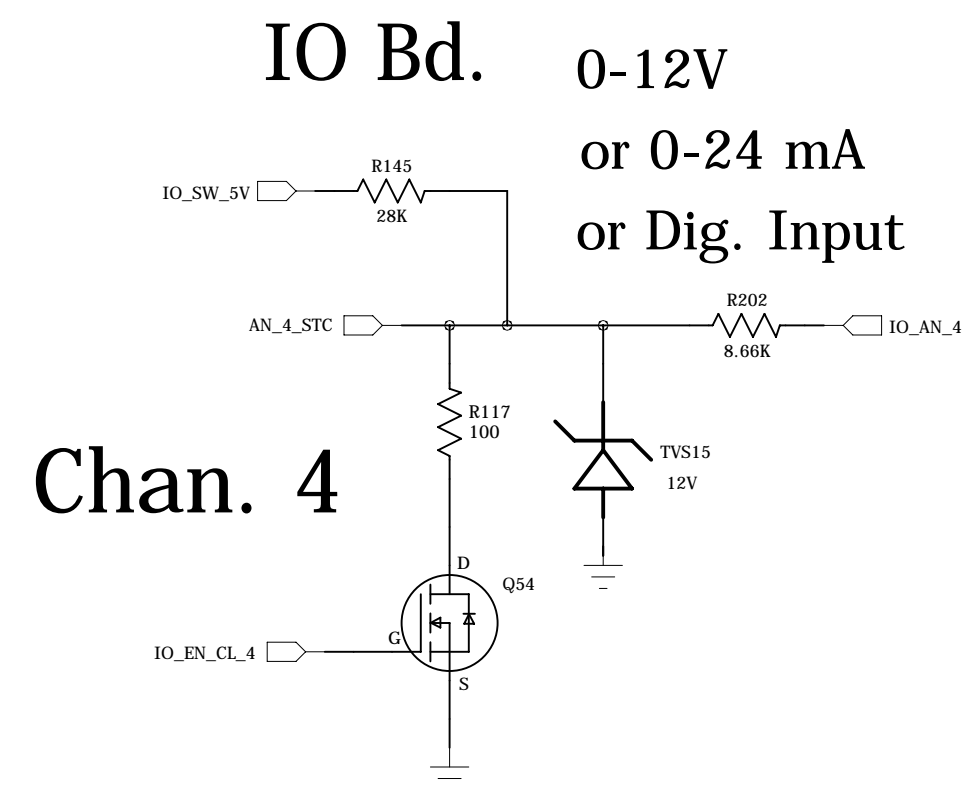 IO Bd.
0-12V
or 0-24 mA
or Dig. Input
R145
IO_SW_5V
28K
R202
AN_4_STC
IO_AN_4
8.66K
R117
100
TVS15
12V
Chan. 4
D
Q54
G
IO_EN_CL_4
S